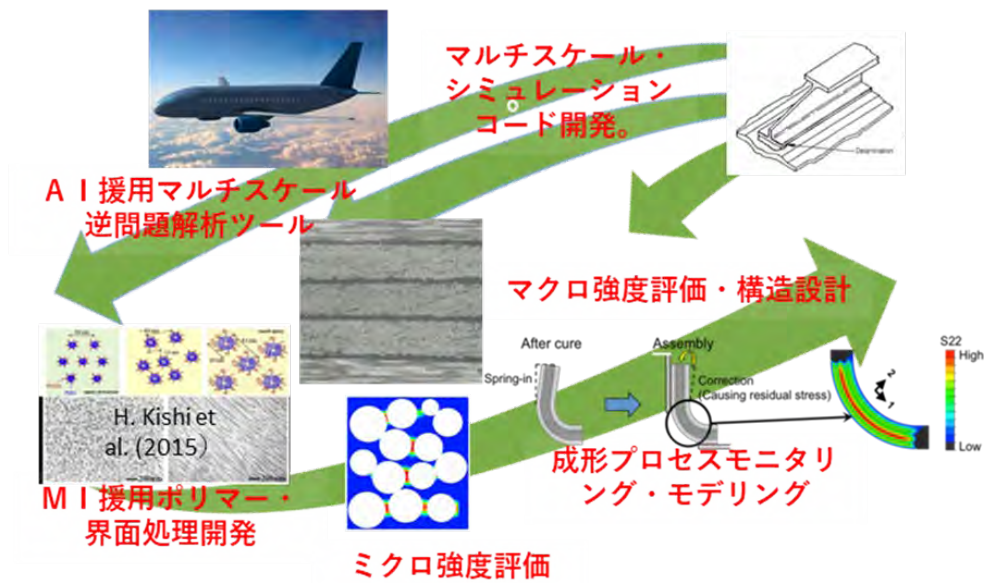 マルチスケール・
シミュレーション
コード開発。
Delamination
ＡＩ援用マルチスケール
逆問題解析ツール
マクロ強度評価・構造設計
After cure
Assembly
Spring-in
Correction
(Causing residual stress)
2
1
S22
High
Low
H. Kishi et
al. (2015）
成形プロセスモニタリ
ング・モデリング
ＭＩ援用ポリマー・
界面処理開発
ミクロ強度評価